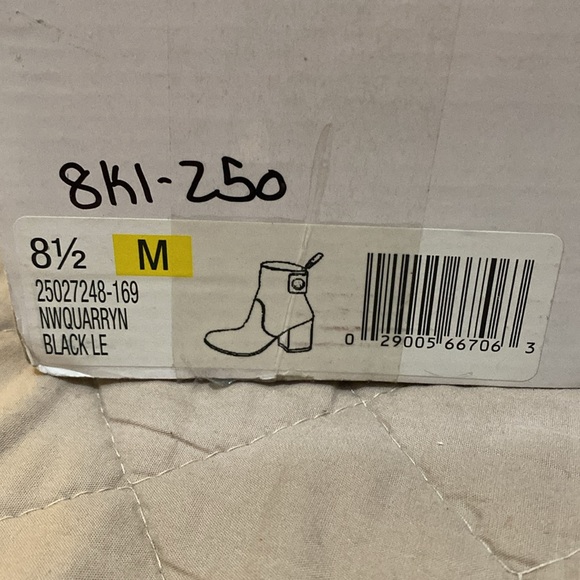 8K1-250
8½ M
25027248-169
NWQUARRYN
BLACK LE
0 29005 66706 3